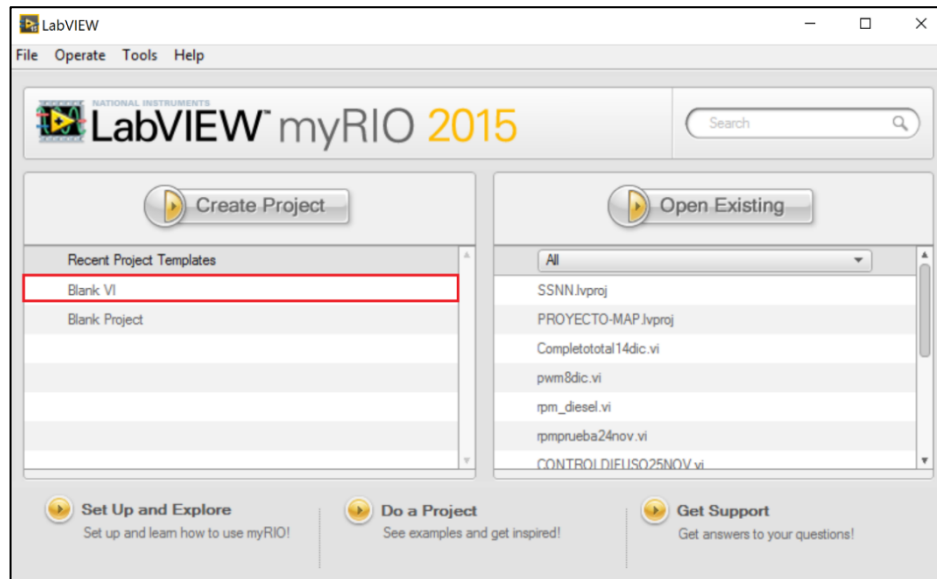 LabVIEW
File Operate Tools Help
NATIONAL INSTRUMENTS
LabVIEW™ myRIO 2015
Search
Create Project
Recent Project Templates
Blank VI
Blank Project
Open Existing
All
SSNN.lvproj
PROYECTO-MAP.lvproj
Completototal14dic.vi
pwm8dic.vi
rpm_diesel.vi
rpmprueba24nov.vi
CONTROLDIFUSO25NOV.vi
Set Up and Explore
Set up and learn how to use myRIO!
Do a Project
See examples and get inspired!
Get Support
Get answers to your questions!